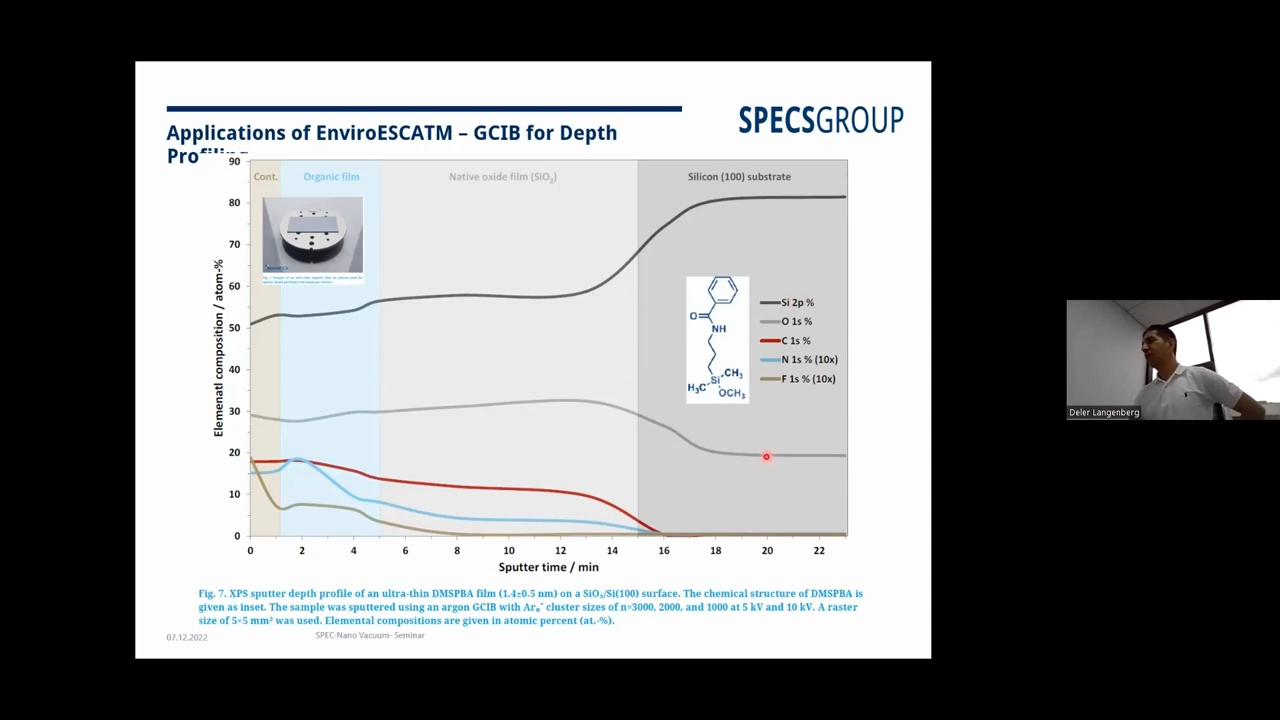 SPECSGROUP
Applications of EnviroESCATM – GCIB for Depth
Profiling
Cont.
Organic film
Native oxide film (SiO₂)
Silicon (100) substrate
Elemenatl composition / atom-%
90
80
70
60
50
40
30
20
10
0
0 2 4 6 8 10 12 14 16 18 20 22
Sputter time / min
O
NH
Si
CH₃
H₃C
OCH₃
Si 2p %
O 1s %
C 1s %
N 1s % (10x)
F 1s % (10x)
Fig. 7. XPS sputter depth profile of an ultra-thin DMSPBA film (1.4±0.5 nm) on a SiOₓ/Si(100) surface. The chemical structure of DMSPBA is
given as inset. The sample was sputtered using an argon GCIB with Arₙ⁺ cluster sizes of n=3000, 2000, and 1000 at 5 kV and 10 kV. A raster
size of 5×5 mm² was used. Elemental compositions are given in atomic percent (at.-%).
07.12.2022
SPEC-Nano Vacuum- Seminar
Deler Langenberg